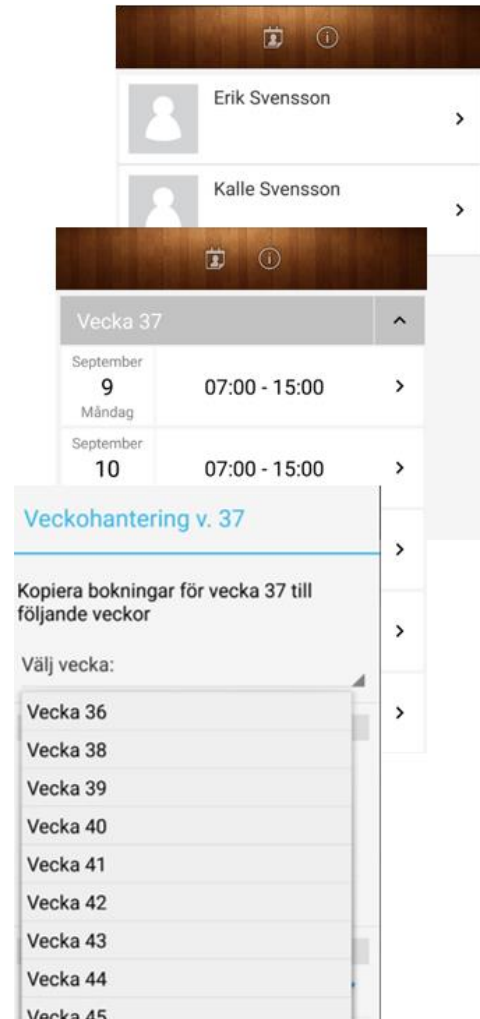 Erik Svensson
Kalle Svensson
Vecka 37
September
9
Måndag
07:00 - 15:00
September
10
07:00 - 15:00
Veckohantering v. 37
Kopiera bokningar för vecka 37 till
följande veckor
Välj vecka:
Vecka 36
Vecka 38
Vecka 39
Vecka 40
Vecka 41
Vecka 42
Vecka 43
Vecka 44
Vecka 45